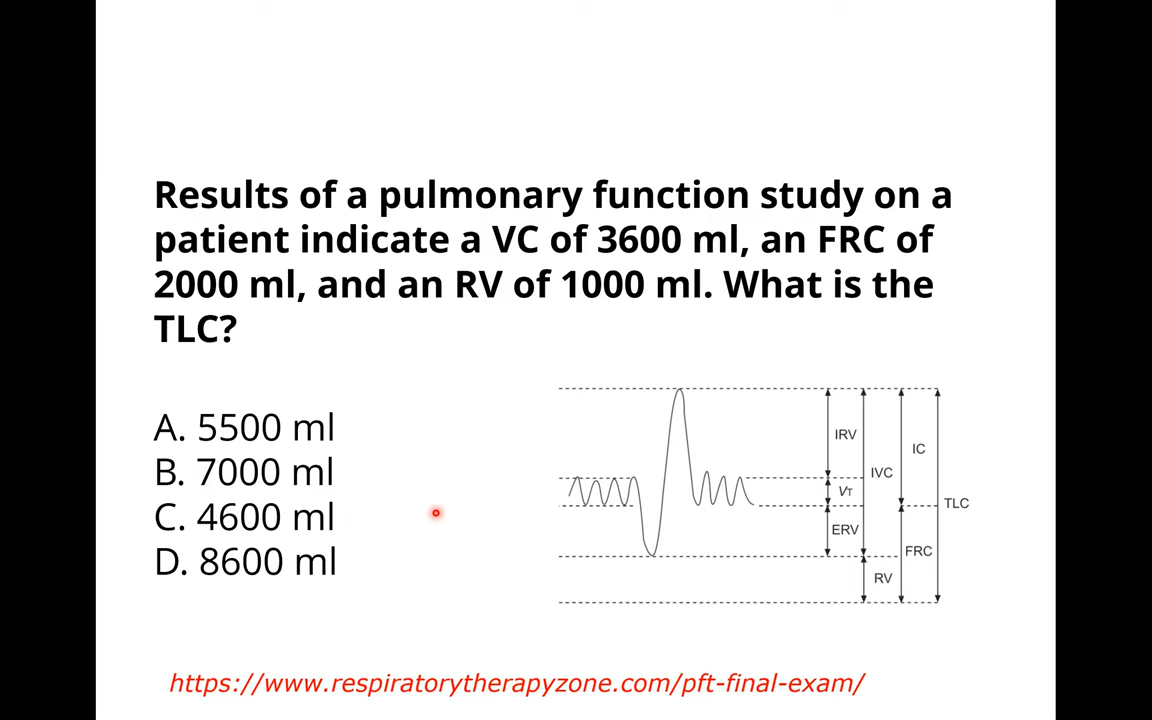 Results of a pulmonary function study on a
patient indicate a VC of 3600 ml, an FRC of
2000 ml, and an RV of 1000 ml. What is the
TLC?
A. 5500 ml
B. 7000 ml
C. 4600 ml
D. 8600 ml
IRV
IC
IVC
VT
TLC
ERV
FRC
RV
https://www.respiratorytherapyzone.com/pft-final-exam/